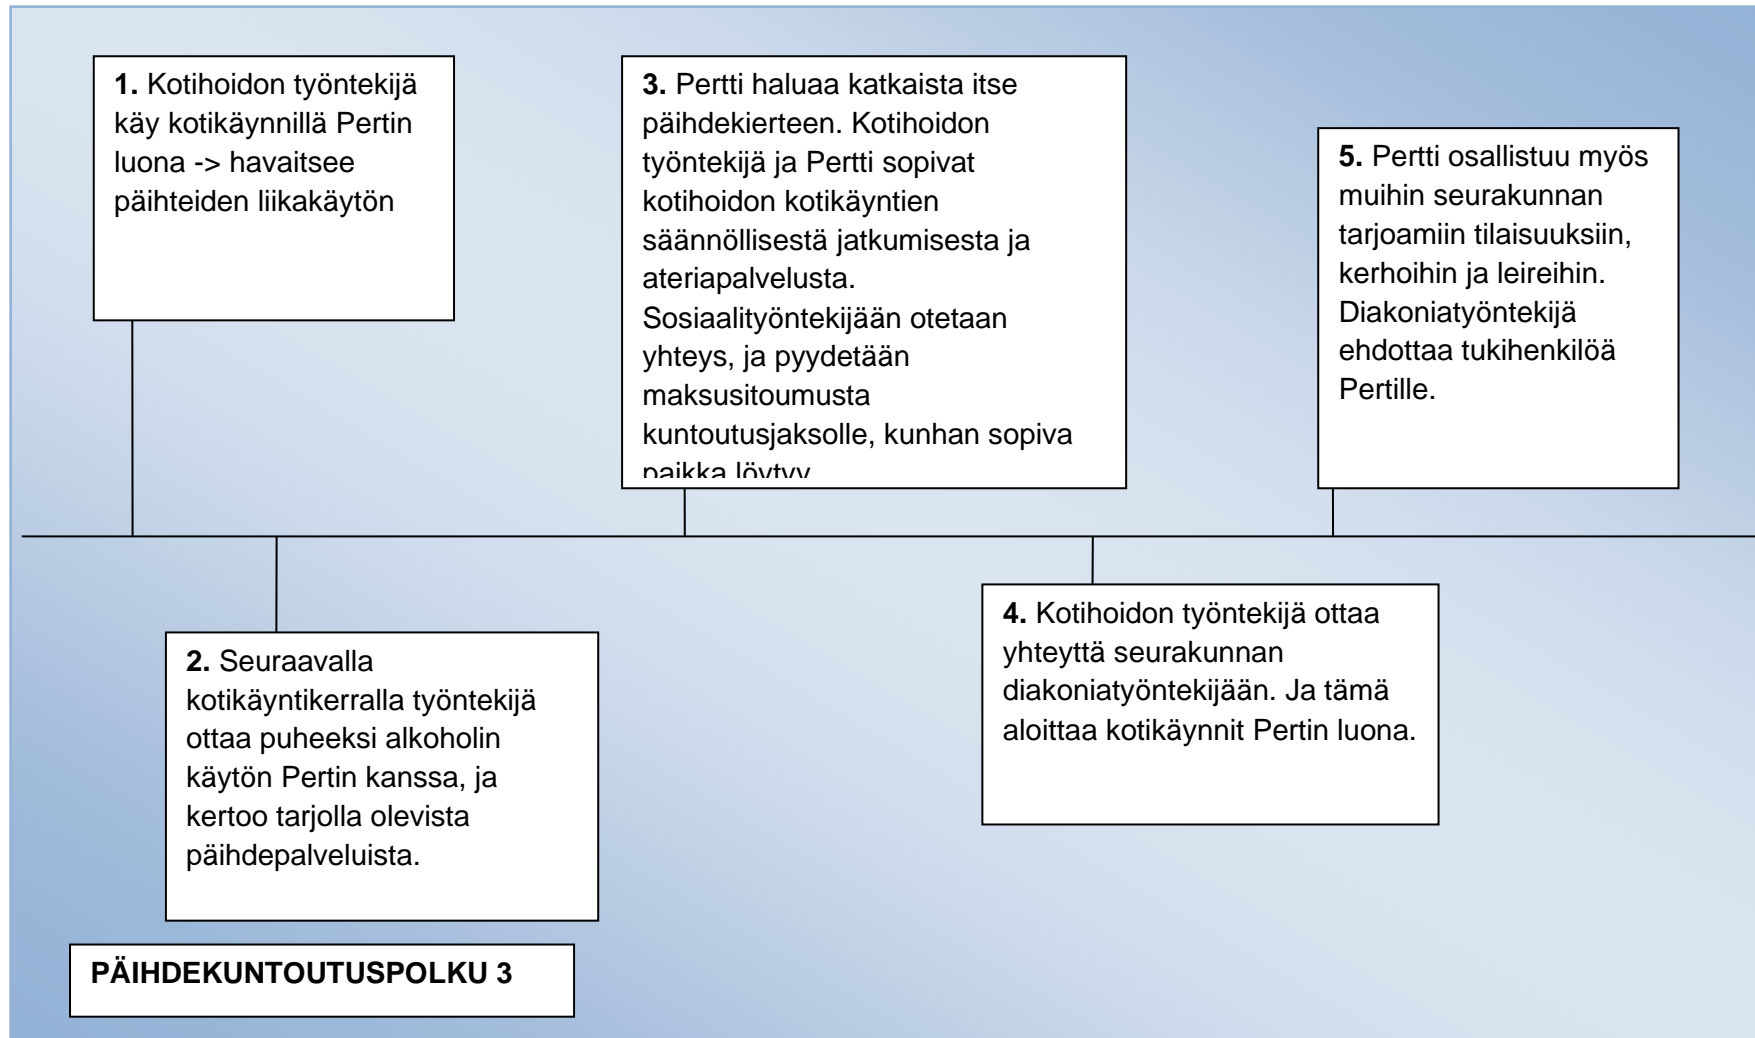 1. Kotihoidon työntekijä
käy kotikäynnillä Pertin
luona -> havaitsee
päihteiden liikakäytön
2. Seuraavalla
kotikäyntikerralla työntekijä
ottaa puheeksi alkoholin
käytön Pertin kanssa, ja
kertoo tarjolla olevista
päihdepalveluista.
3. Pertti haluaa katkaista itse
päihdekierteen. Kotihoidon
työntekijä ja Pertti sopivat
kotihoidon kotikäyntien
säännöllisestä jatkumisesta ja
ateriapalvelusta.
Sosiaalityöntekijään otetaan
yhteys, ja pyydetään
maksusitoumusta
kuntoutusjaksolle, kunhan sopiva
paikka löytyy
4. Kotihoidon työntekijä ottaa
yhteyttä seurakunnan
diakoniatyöntekijään. Ja tämä
aloittaa kotikäynnit Pertin luona.
5. Pertti osallistuu myös
muihin seurakunnan
tarjoamiin tilaisuuksiin,
kerhoihin ja leireihin.
Diakoniatyöntekijä
ehdottaa tukihenkilöä
Pertille.
PÄIHDEKUNTOUTUSPOLKU 3